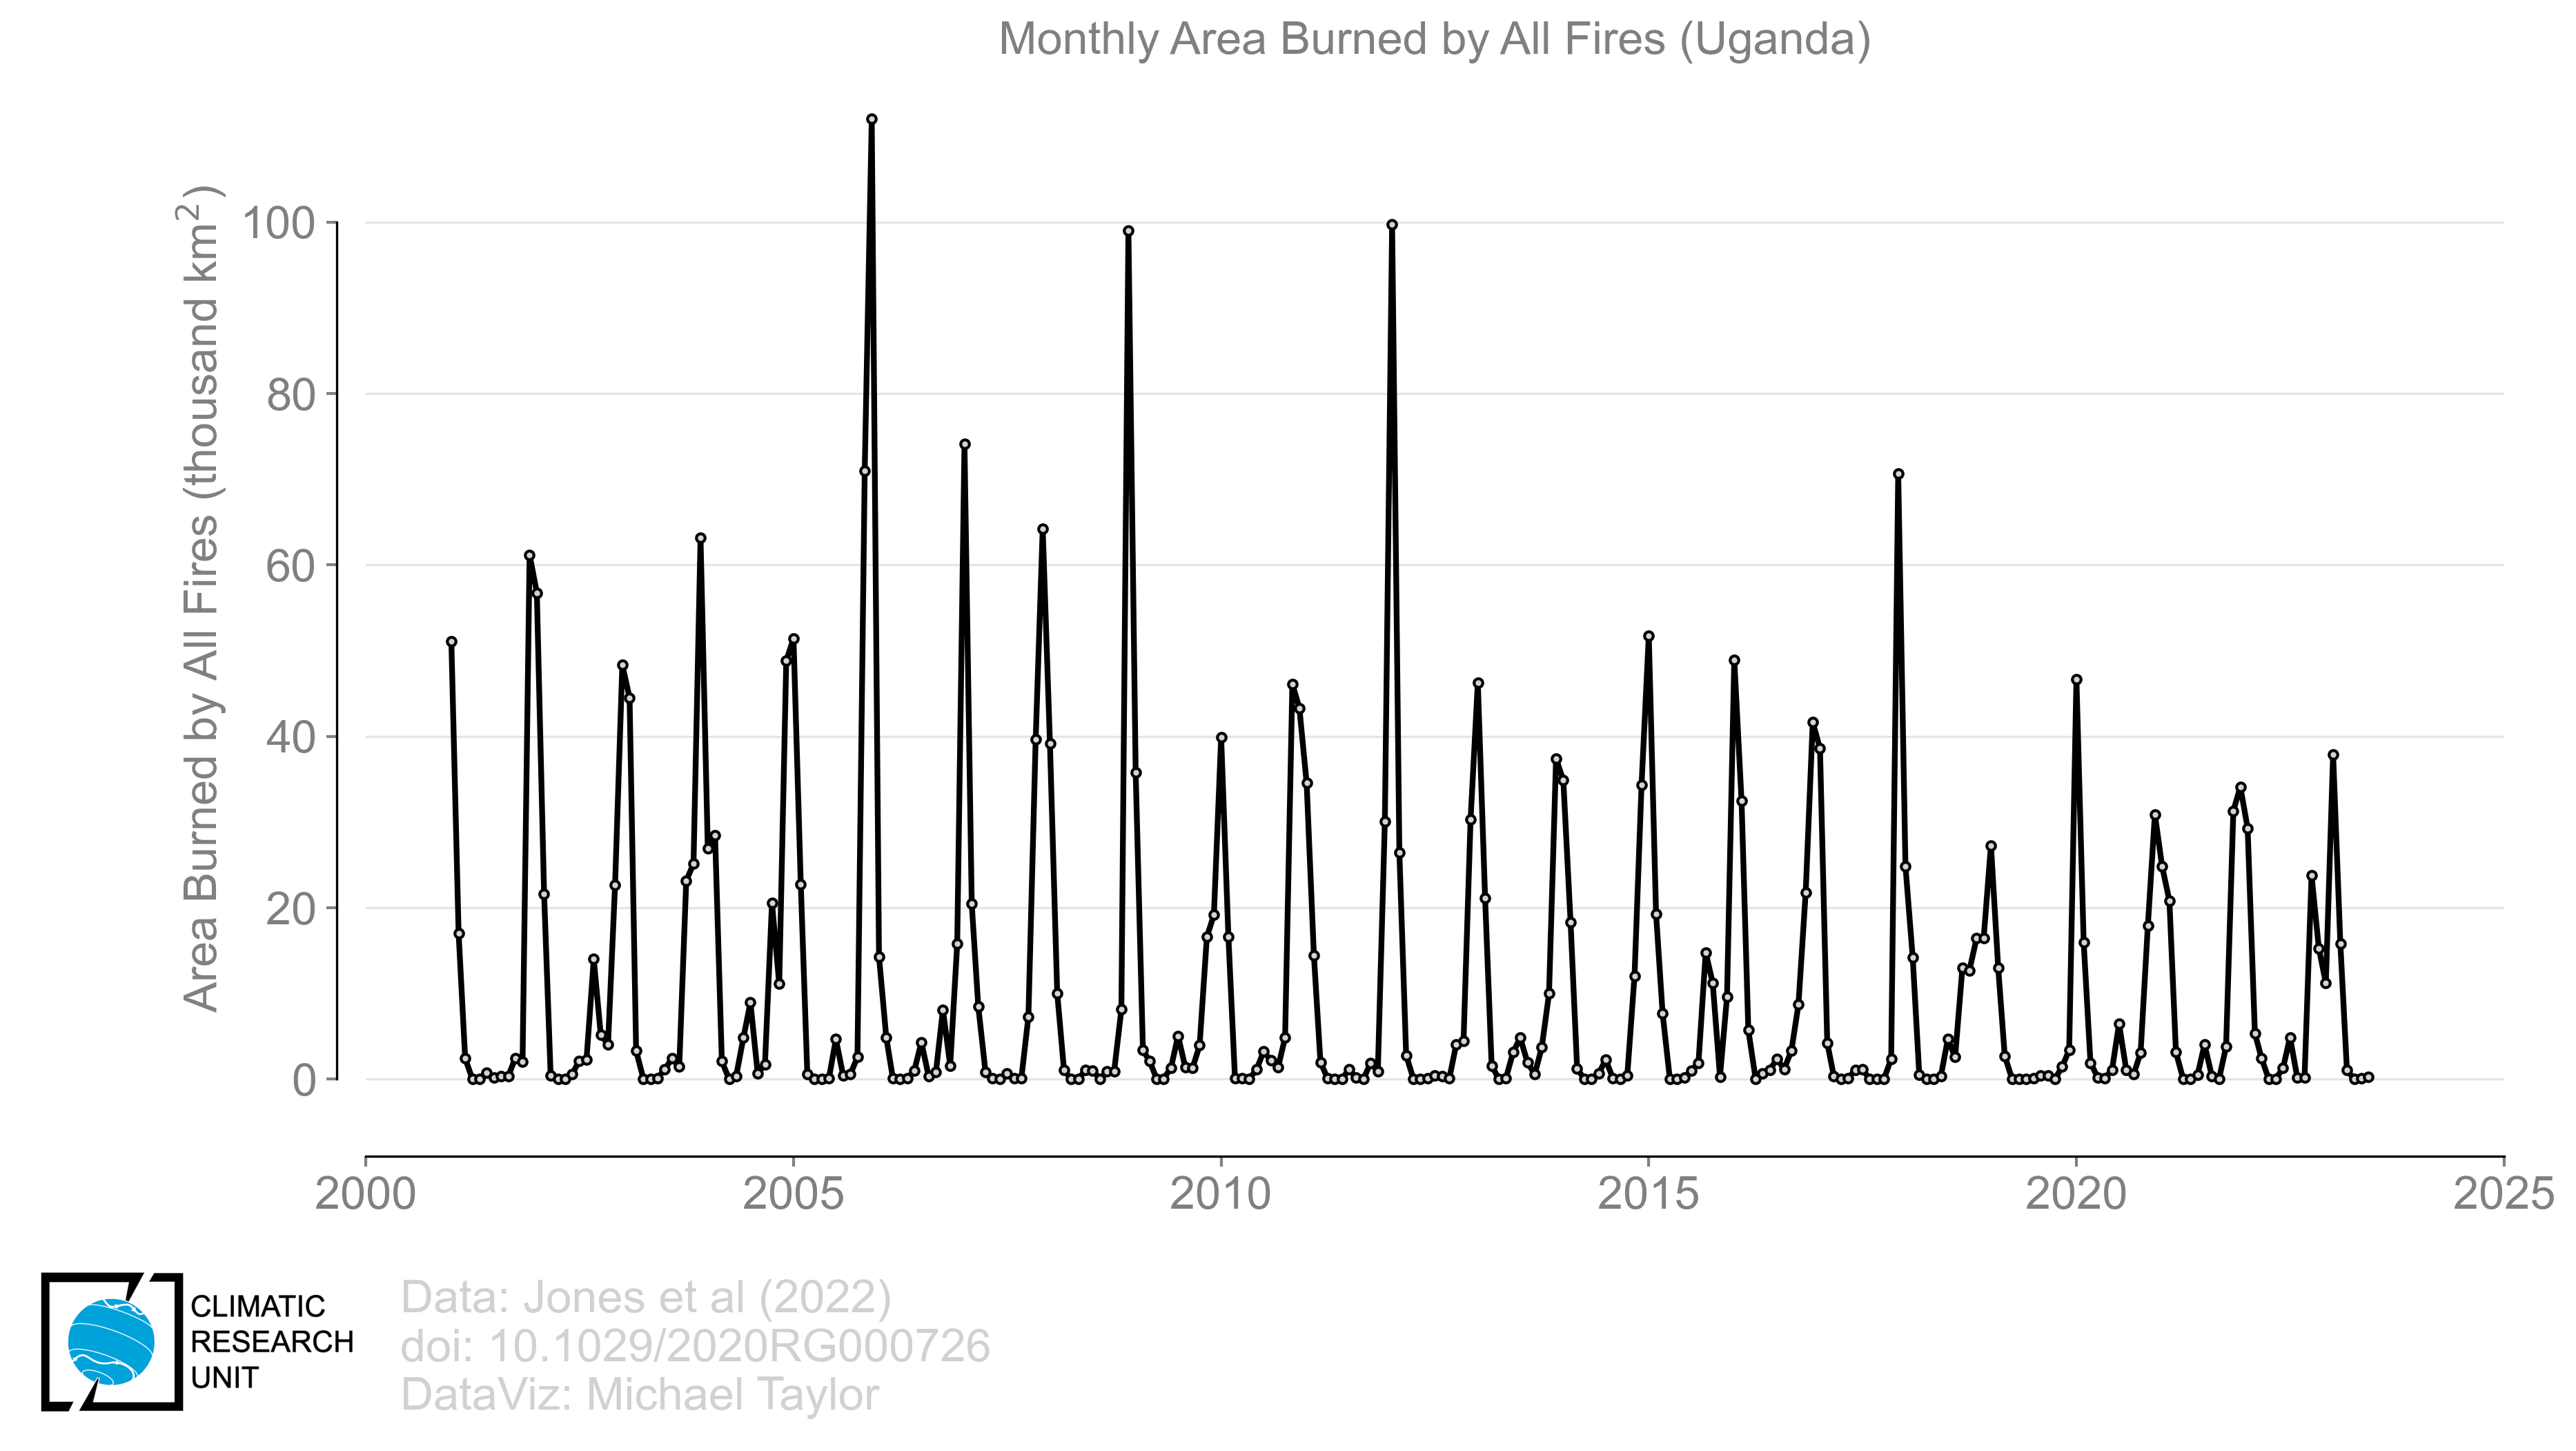 Monthly Area Burned by All Fires (Uganda)
Area Burned by All Fires (thousand km²)
100
80
60
40
20
0
2000 2005 2010 2015 2020 2025
CLIMATIC
RESEARCH
UNIT
Data: Jones et al (2022)
doi: 10.1029/2020RG000726
DataViz: Michael Taylor